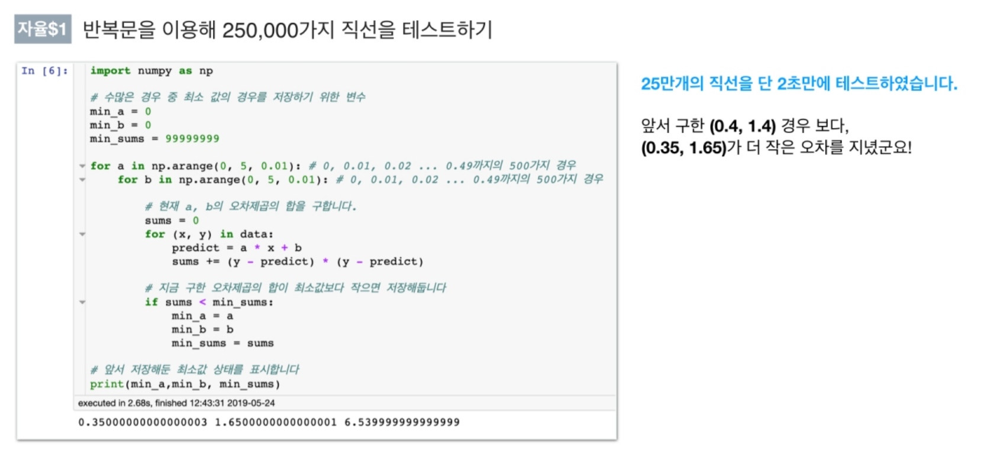 자율$1 반복문을 이용해 250,000가지 직선을 테스트하기
In [6]:
import numpy as np
# 수많은 경우 중 최소 값의 경우를 저장하기 위한 변수
min_a = 0
min_b = 0
min_sums = 99999999
for a in np.arange(0, 5, 0.01): # 0, 0.01, 0.02 ... 0.49까지의 500가지 경우
    for b in np.arange(0, 5, 0.01): # 0, 0.01, 0.02 ... 0.49까지의 500가지 경우
        # 현재 a, b의 오차제곱의 합을 구합니다.
        sums = 0
        for (x, y) in data:
            predict = a * x + b
            sums += (y - predict) * (y - predict)
        # 지금 구한 오차제곱의 합이 최소값보다 작으면 저장해둡니다
        if sums < min_sums:
            min_a = a
            min_b = b
            min_sums = sums
# 앞서 저장해둔 최소값 상태를 표시합니다
print(min_a,min_b, min_sums)
executed in 2.68s, finished 12:43:31 2019-05-24
0.35000000000000003 1.6500000000000001 6.539999999999999
25만개의 직선을 단 2초만에 테스트하였습니다.
앞서 구한 (0.4, 1.4) 경우 보다,
(0.35, 1.65)가 더 작은 오차를 지녔군요!